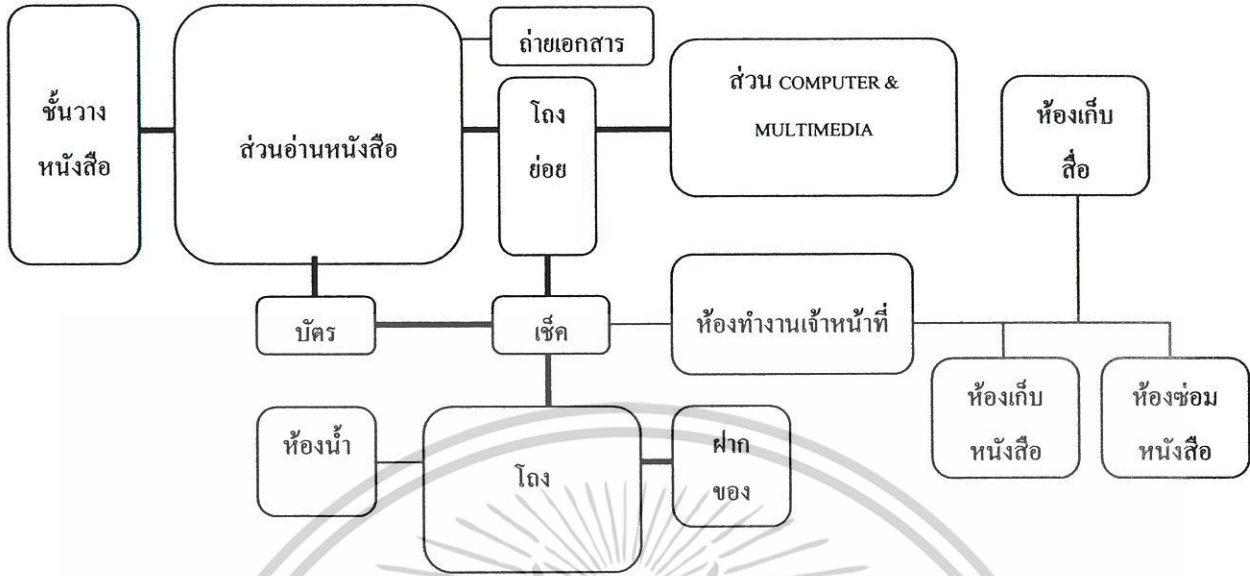 ถ่ายเอกสาร
ชั้นวาง
หนังสือ
ส่วนอ่านหนังสือ
โถง
ย่อย
ส่วน COMPUTER &
MULTIMEDIA
ห้องเก็บ
สื่อ
บัตร
เช็ค
ห้องทำงานเจ้าหน้าที่
ห้องเก็บ
หนังสือ
ห้องซ่อม
หนังสือ
ห้องน้ำ
โถง
ฝาก
ของ